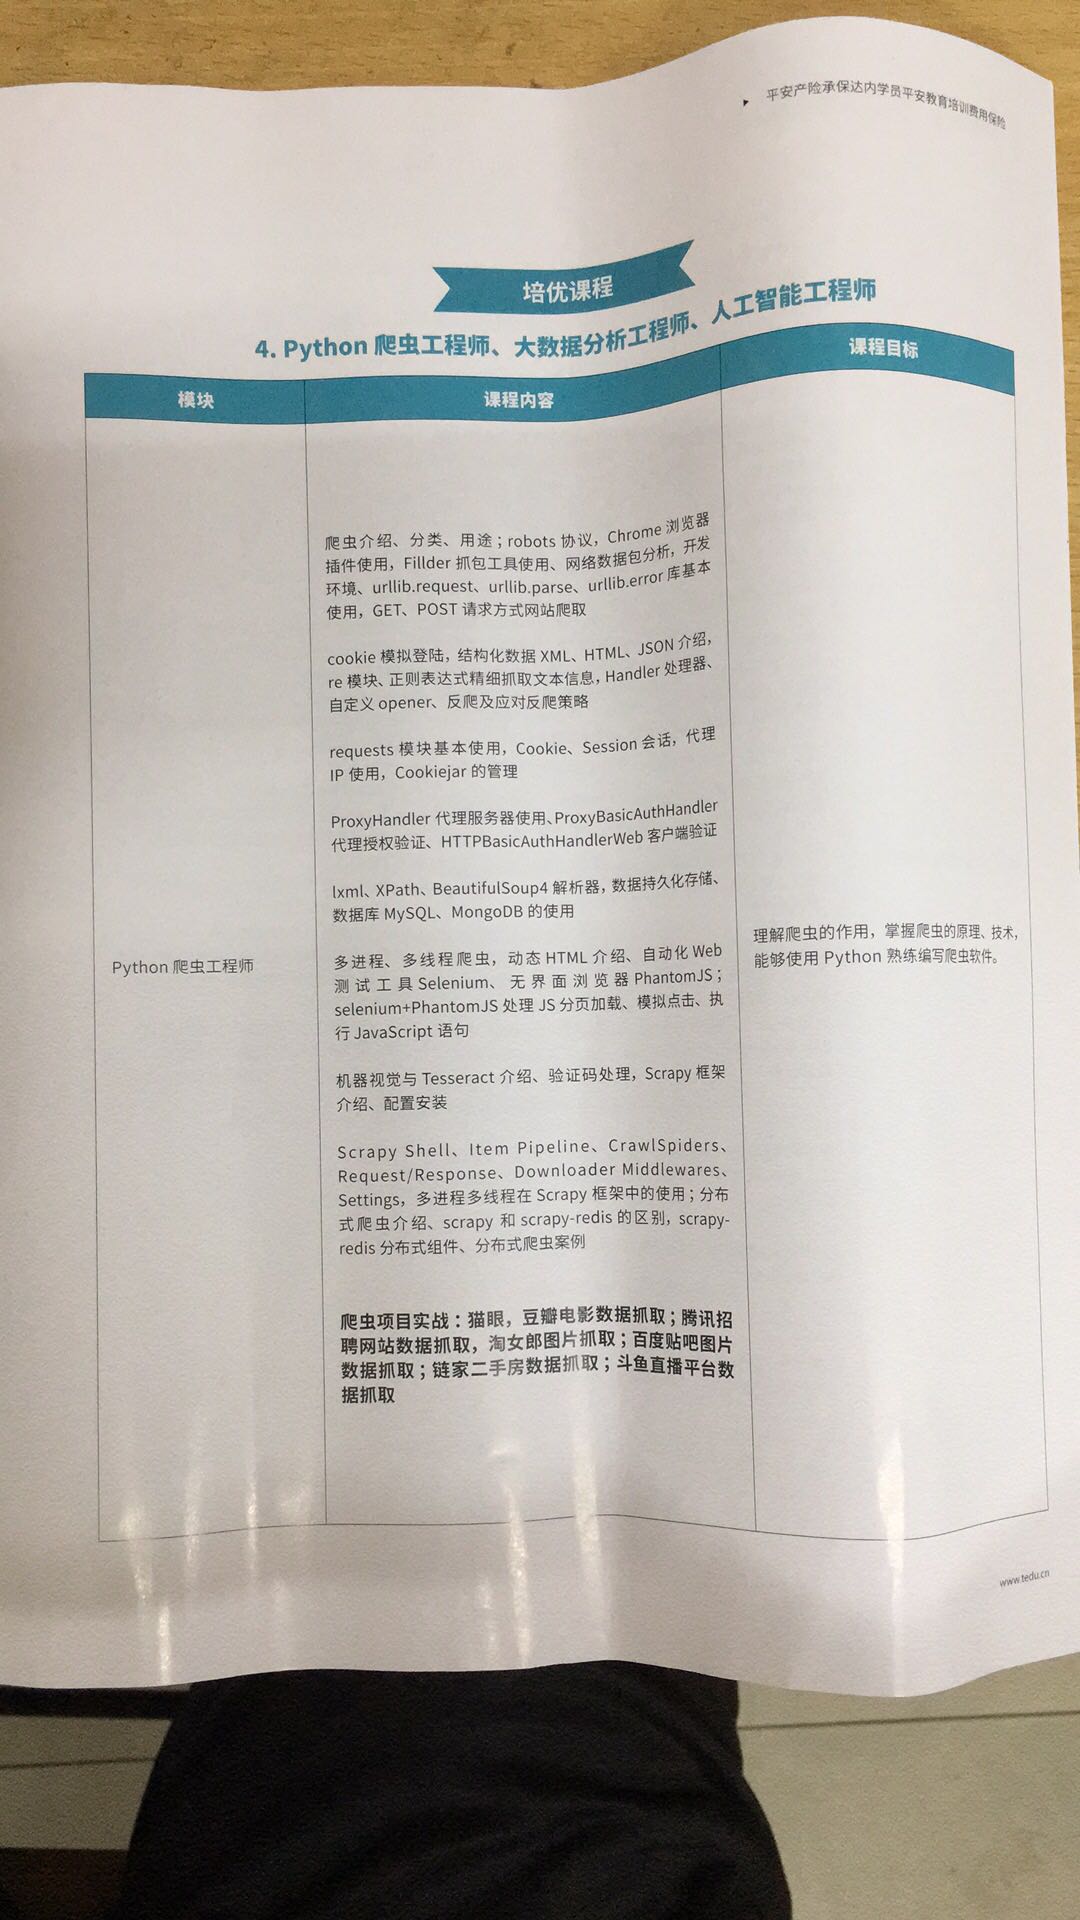 平安产险承保达内学员平安教育培训费用保险
培优课程
4. Python 爬虫工程师、大数据分析工程师、人工智能工程师
模块
课程内容
课程目标
Python 爬虫工程师
爬虫介绍、分类、用途；robots 协议，Chrome 浏览器
插件使用，Fillder 抓包工具使用、网络数据包分析，开发
环境、urllib.request、urllib.parse、urllib.error 库基本
使用，GET、POST 请求方式网站爬取
cookie 模拟登陆，结构化数据 XML、HTML、JSON 介绍，
re 模块、正则表达式精细抓取文本信息，Handler 处理器、
自定义 opener、反爬及应对反爬策略
requests 模块基本使用，Cookie、Session 会话，代理
IP 使用，Cookiejar 的管理
ProxyHandler 代理服务器使用、ProxyBasicAuthHandler
代理授权验证、HTTPBasicAuthHandlerWeb 客户端验证
lxml、XPath、BeautifulSoup4 解析器，数据持久化存储、
数据库 MySQL、MongoDB 的使用
多进程、多线程爬虫，动态 HTML 介绍、自动化 Web
测试工具 Selenium、无界面浏览器 PhantomJS；
selenium+PhantomJS 处理 JS 分页加载、模拟点击、执
行 JavaScript 语句
机器视觉与 Tesseract 介绍、验证码处理，Scrapy 框架
介绍、配置安装
Scrapy Shell、Item Pipeline、CrawlSpiders、
Request/Response、Downloader Middlewares、
Settings，多进程多线程在 Scrapy 框架中的使用；分布
式爬虫介绍、scrapy 和 scrapy-redis 的区别，scrapy-
redis 分布式组件、分布式爬虫案例
爬虫项目实战：猫眼，豆瓣电影数据抓取；腾讯招
聘网站数据抓取，淘女郎图片抓取；百度贴吧图片
数据抓取；链家二手房数据抓取；斗鱼直播平台数
据抓取
理解爬虫的作用，掌握爬虫的原理、技术，
能够使用 Python 熟练编写爬虫软件。
www.tedu.cn